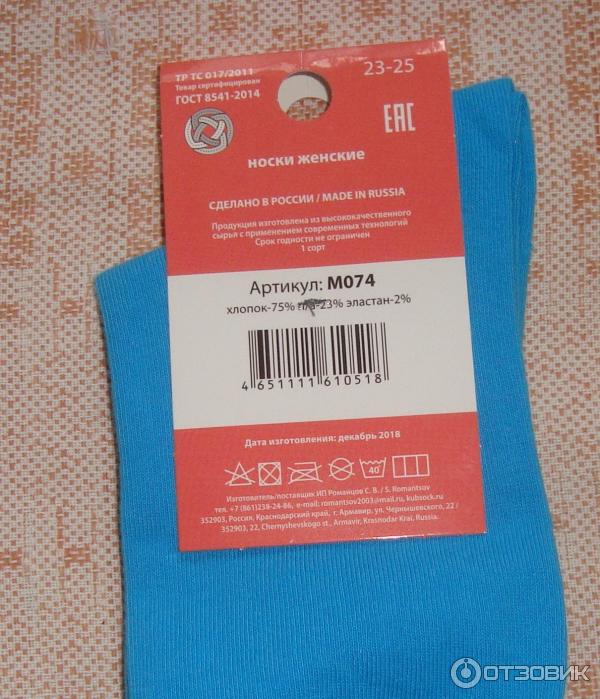 ТР ТС 017/2011
Товар сертифицирован
ГОСТ 8541-2014
23-25
EAC
носки женские
СДЕЛАНО В РОССИИ / MADE IN RUSSIA
Продукция изготовлена из высококачественного
сырья с применением современных технологий
Срок годности не ограничен
1 сорт
Артикул: М074
хлопок-75% -23% эластан-2%
4 651111 610518
Дата изготовления: декабрь 2018
40°
Изготовитель/поставщик ИП Романцов С. В. / S. Romantsov
тел. +7 (861)238-24-86, e-mail: romantsov2003@mail.ru, kubsock.ru
352903, Россия, Краснодарский край, г. Армавир, ул. Чернышевского, 22 /
352903, 22, Chernyshevskogo st., Armavir, Krasnodar Krai, Russia.
ОТЗОВИК